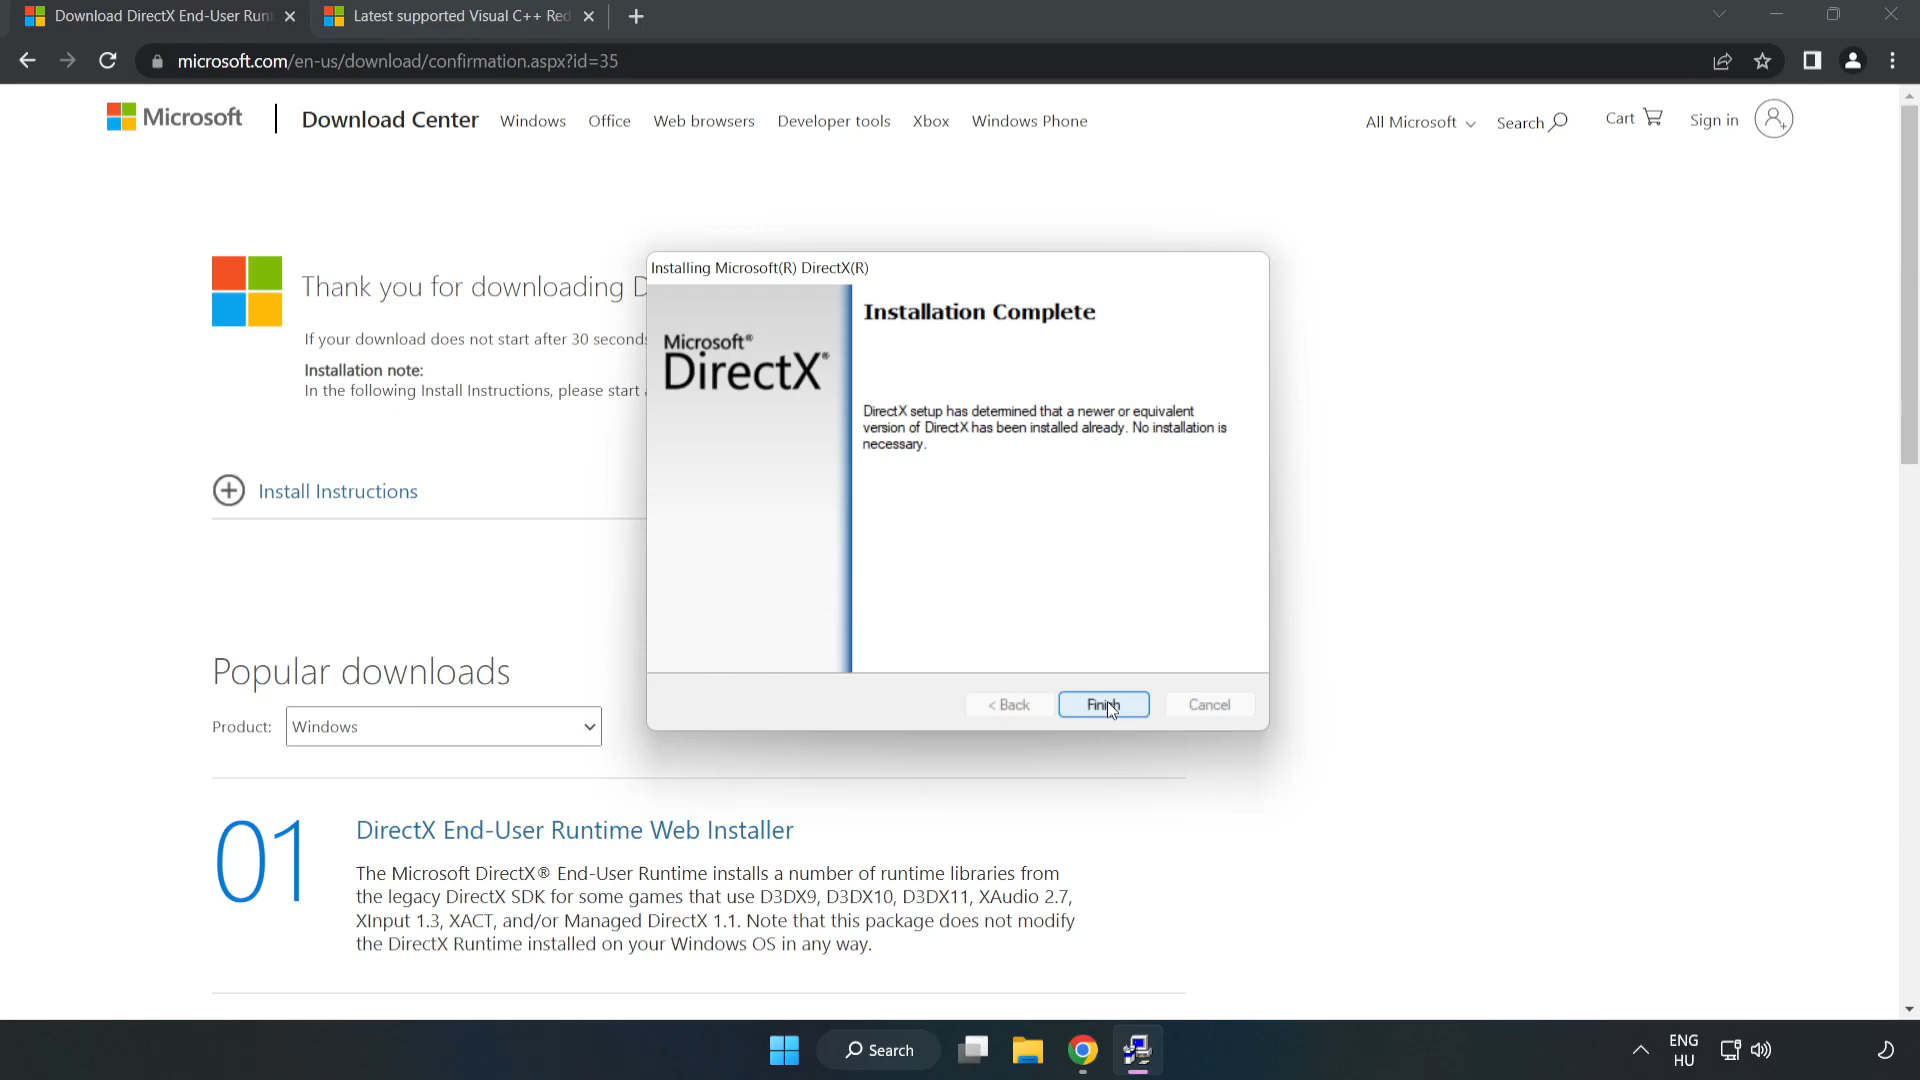 Download DirectX End-User Runt
Latest supported Visual C++ Red
microsoft.com/en-us/download/confirmation.aspx?id=35
Microsoft
Download Center
Windows
Office
Web browsers
Developer tools
Xbox
Windows Phone
All Microsoft
Search
Cart
Sign in
Thank you for downloading D
If your download does not start after 30 seconds
Installation note:
In the following Install Instructions, please start a
Install Instructions
Installing Microsoft(R) DirectX(R)
Microsoft®
DirectX®
Installation Complete
DirectX setup has determined that a newer or equivalent
version of DirectX has been installed already. No installation is
necessary.
< Back
Finish
Cancel
Popular downloads
Product:
Windows
01
DirectX End-User Runtime Web Installer
The Microsoft DirectX® End-User Runtime installs a number of runtime libraries from
the legacy DirectX SDK for some games that use D3DX9, D3DX10, D3DX11, XAudio 2.7,
XInput 1.3, XACT, and/or Managed DirectX 1.1. Note that this package does not modify
the DirectX Runtime installed on your Windows OS in any way.
Search
ENG
HU